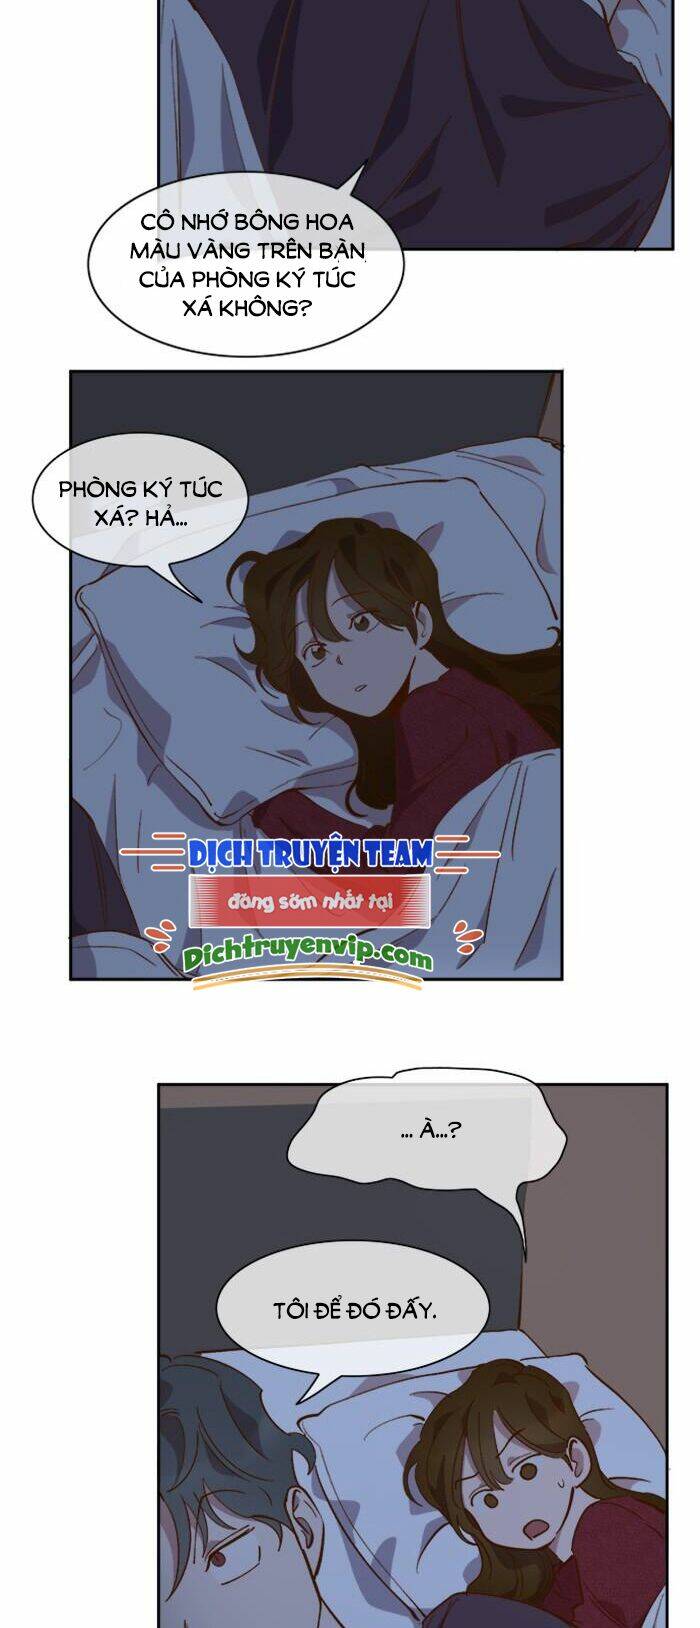 CÔ NHỚ BÔNG HOA
MÀU VÀNG TRÊN BÀN
CỦA PHÒNG KÝ TÚC
XÁ KHÔNG?
PHÒNG KÝ TÚC
XÁ? HẢ...
DỊCH TRUYỆN TEAM
đăng sớm nhất tại
Dichtruyenvip.com
... À...?
TÔI ĐỂ ĐÓ ĐẤY.